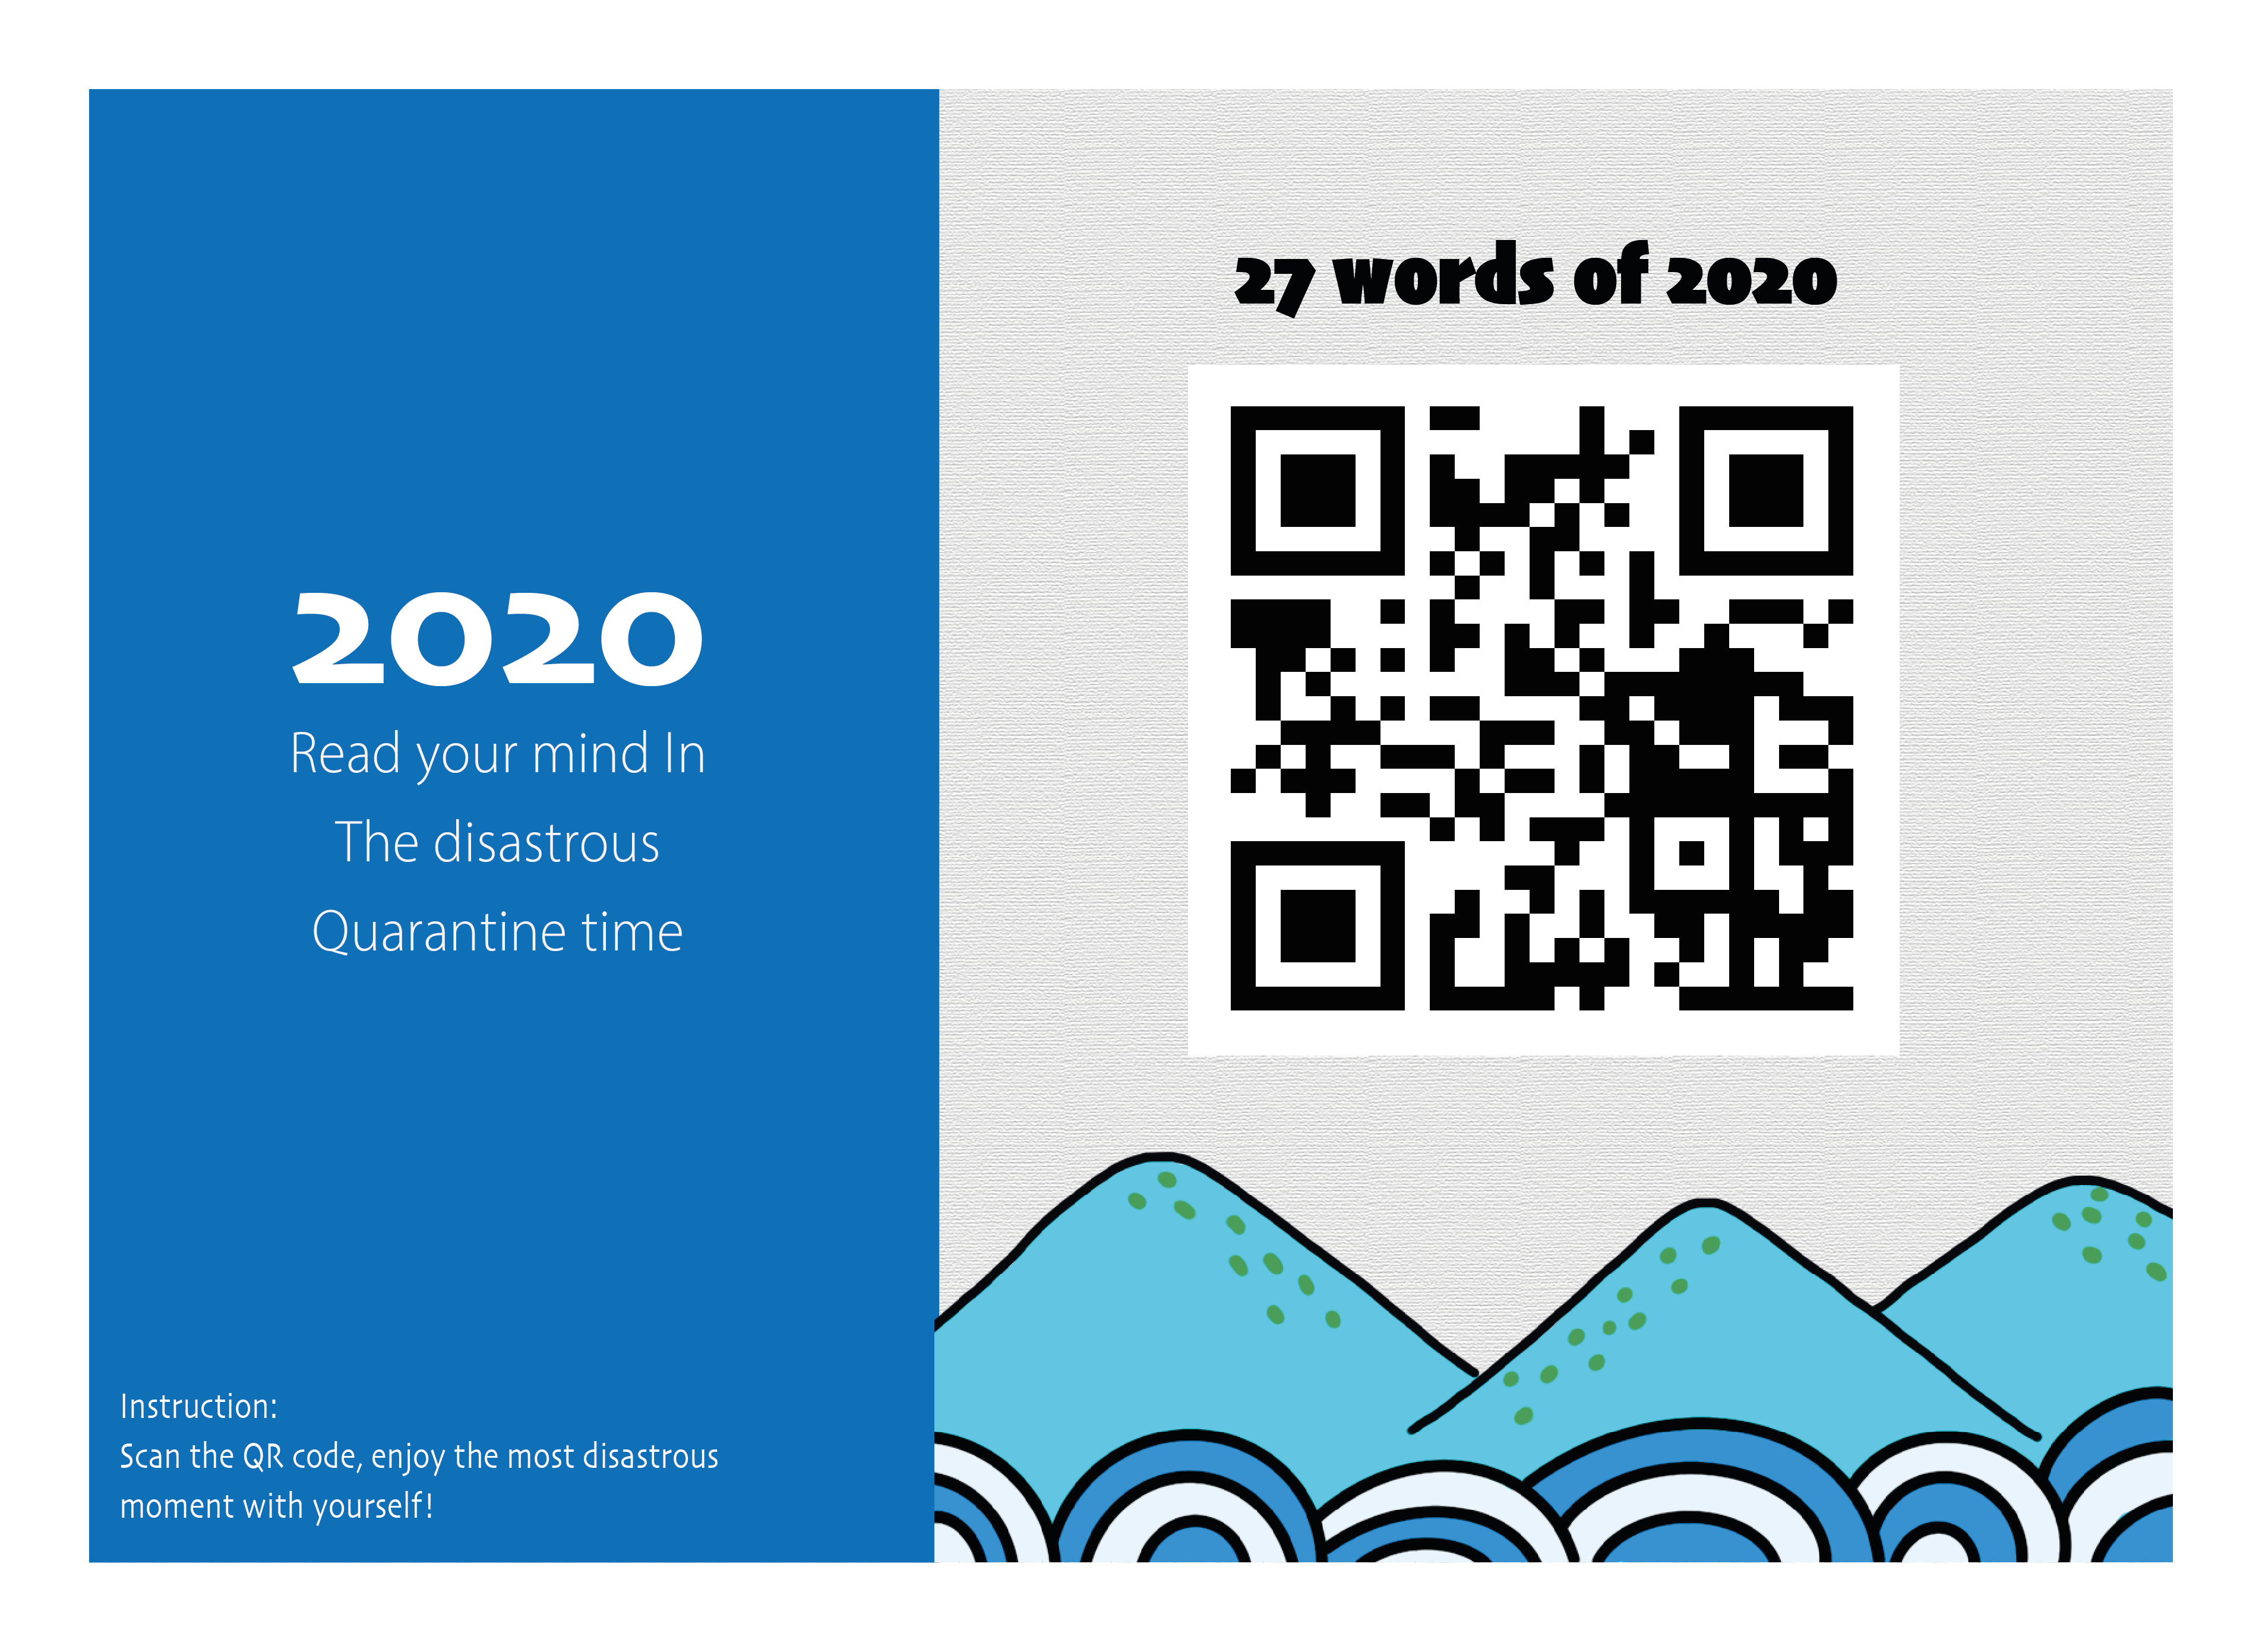 2020
Read your mind In
The disastrous
Quarantine time
Instruction:
Scan the QR code, enjoy the most disastrous
moment with yourself!
27 words of 2020